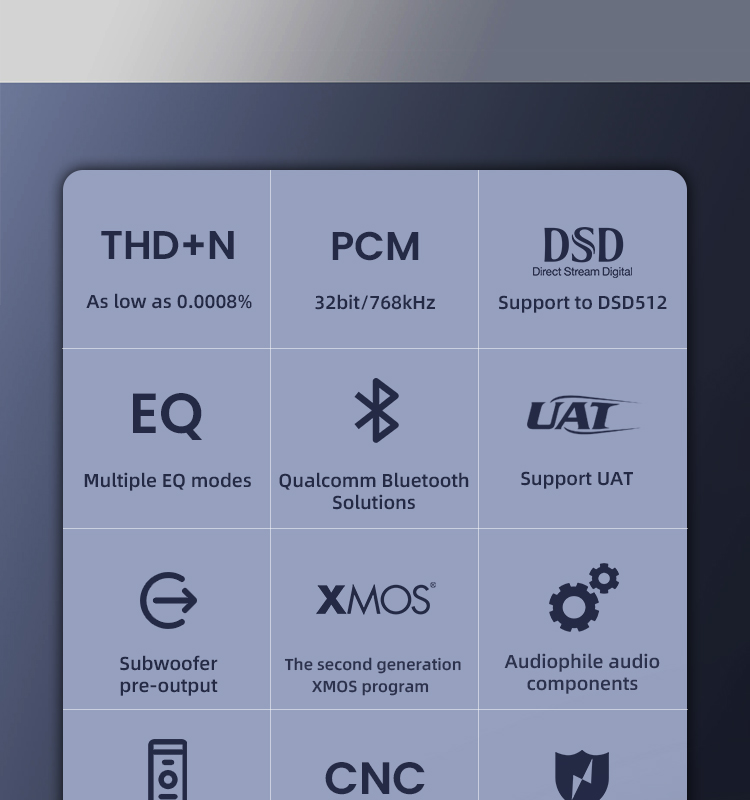 THD+N
As low as 0.0008%
PCM
32bit/768kHz
DSD
Direct Stream Digital
Support to DSD512
EQ
Multiple EQ modes
Qualcomm Bluetooth
Solutions
UAT
Support UAT
Subwoofer
pre-output
XMOS®
The second generation
XMOS program
Audiophile audio
components
CNC